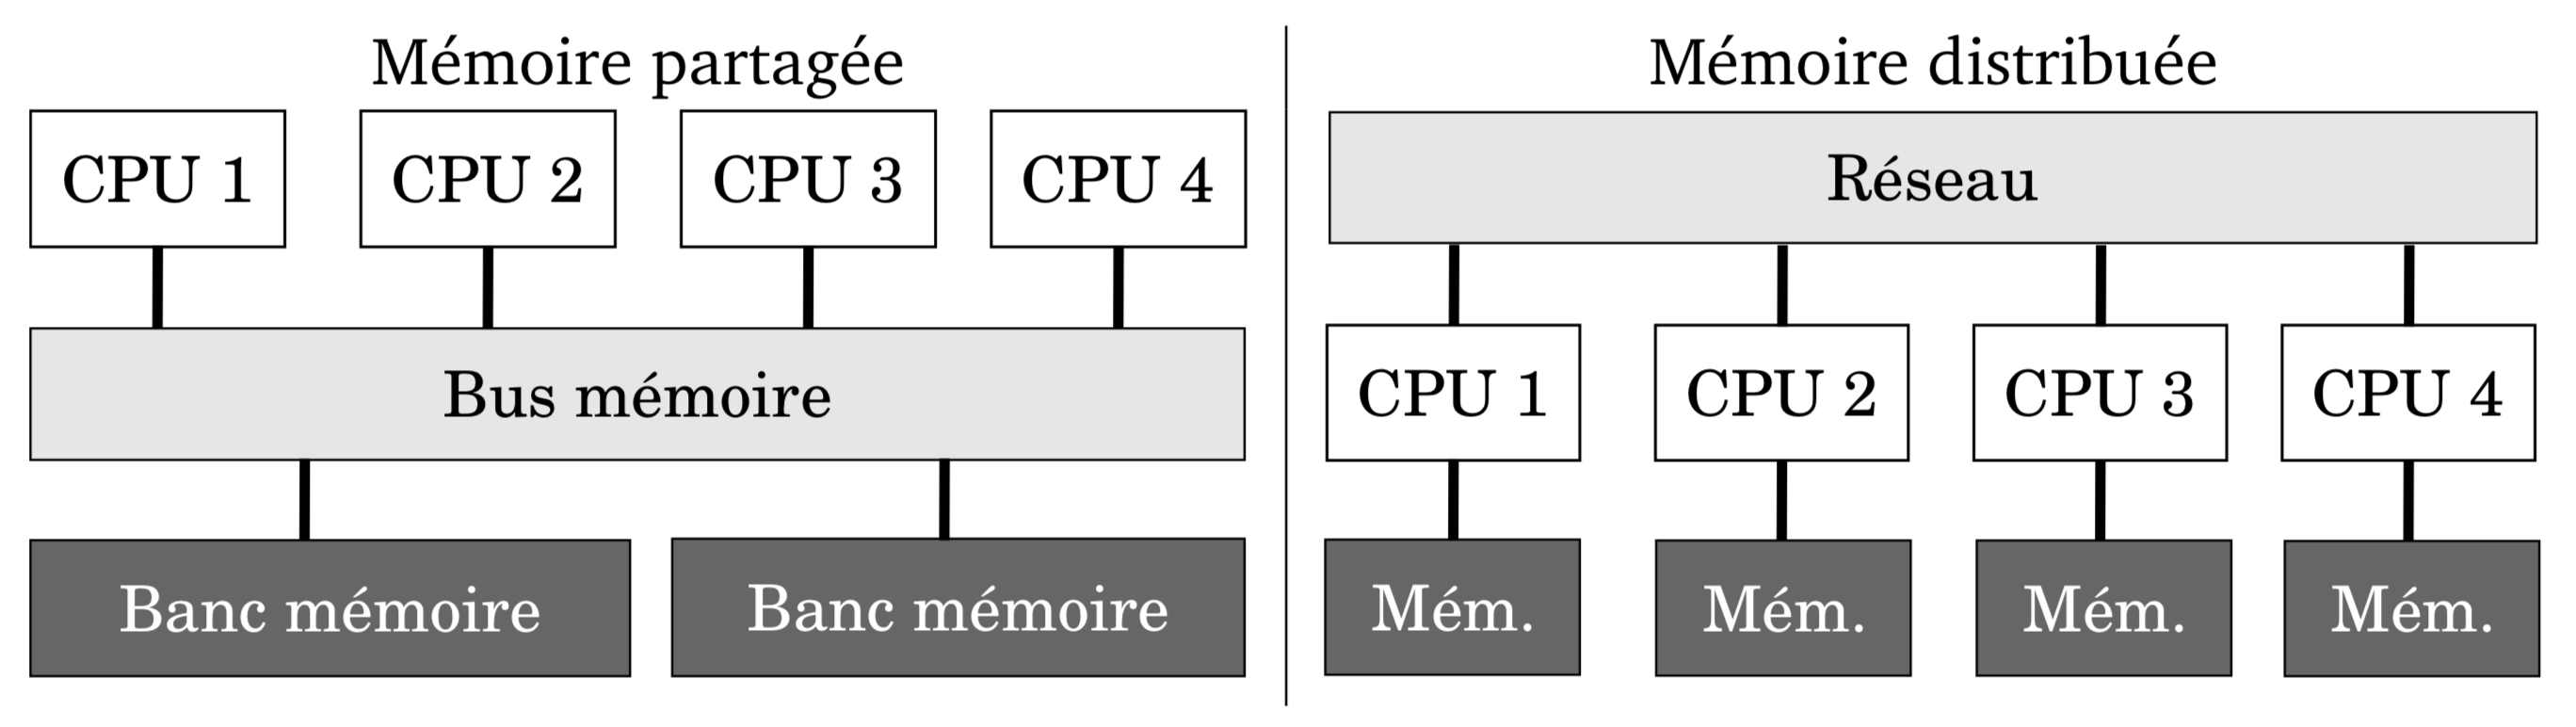 Mémoire partagée
CPU 1
CPU 2
CPU 3
CPU 4
Bus mémoire
Banc mémoire
Banc mémoire
Mémoire distribuée
Réseau
CPU 1
CPU 2
CPU 3
CPU 4
Mém.
Mém.
Mém.
Mém.